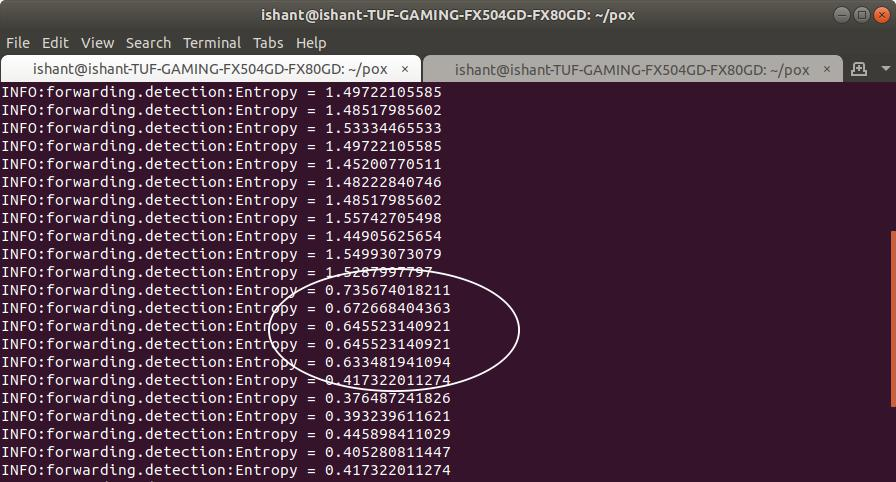 ishant@ishant-TUF-GAMING-FX504GD-FX80GD: ~/pox
File Edit View Search Terminal Tabs Help
ishant@ishant-TUF-GAMING-FX504GD-FX80GD: ~/pox × ishant@ishant-TUF-GAMING-FX504GD-FX80GD: ~/pox ×
INFO:forwarding.detection:Entropy = 1.49722105585
INFO:forwarding.detection:Entropy = 1.48517985602
INFO:forwarding.detection:Entropy = 1.53334465533
INFO:forwarding.detection:Entropy = 1.49722105585
INFO:forwarding.detection:Entropy = 1.45200770511
INFO:forwarding.detection:Entropy = 1.48222840746
INFO:forwarding.detection:Entropy = 1.48517985602
INFO:forwarding.detection:Entropy = 1.55742705498
INFO:forwarding.detection:Entropy = 1.44905625654
INFO:forwarding.detection:Entropy = 1.54993073079
INFO:forwarding.detection:Entropy = 1.5287997797
INFO:forwarding.detection:Entropy = 0.735674018211
INFO:forwarding.detection:Entropy = 0.672668404363
INFO:forwarding.detection:Entropy = 0.645523140921
INFO:forwarding.detection:Entropy = 0.645523140921
INFO:forwarding.detection:Entropy = 0.633481941094
INFO:forwarding.detection:Entropy = 0.417322011274
INFO:forwarding.detection:Entropy = 0.376487241826
INFO:forwarding.detection:Entropy = 0.393239611621
INFO:forwarding.detection:Entropy = 0.445898411029
INFO:forwarding.detection:Entropy = 0.405280811447
INFO:forwarding.detection:Entropy = 0.417322011274